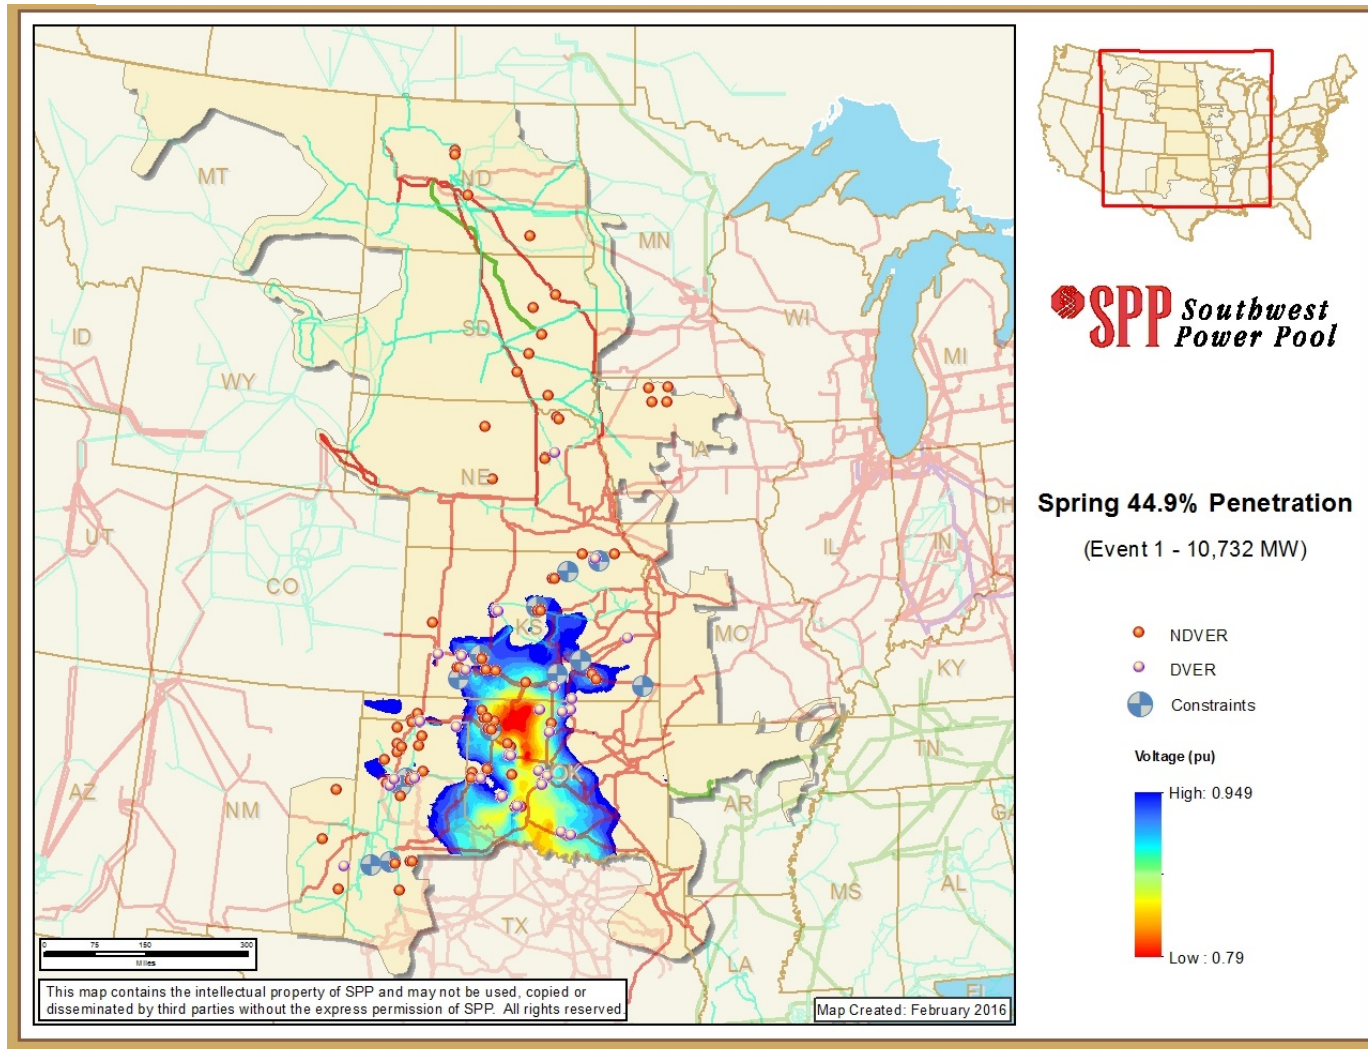 MT
ND
MN
ID
SD
WI
MI
WY
IA
NE
OH
UT
IL
IN
CO
KS
MO
KY
TN
OK
AZ
NM
AR
GA
MS
AL
TX
LA
FL
0 75 150 300
Miles
This map contains the intellectual property of SPP and may not be used, copied or
disseminated by third parties without the express permission of SPP. All rights reserved.
Map Created: February 2016
SPP Southwest
Power Pool
Spring 44.9% Penetration
(Event 1 - 10,732 MW)
NDVER
DVER
Constraints
Voltage (pu)
High: 0.949
Low : 0.79